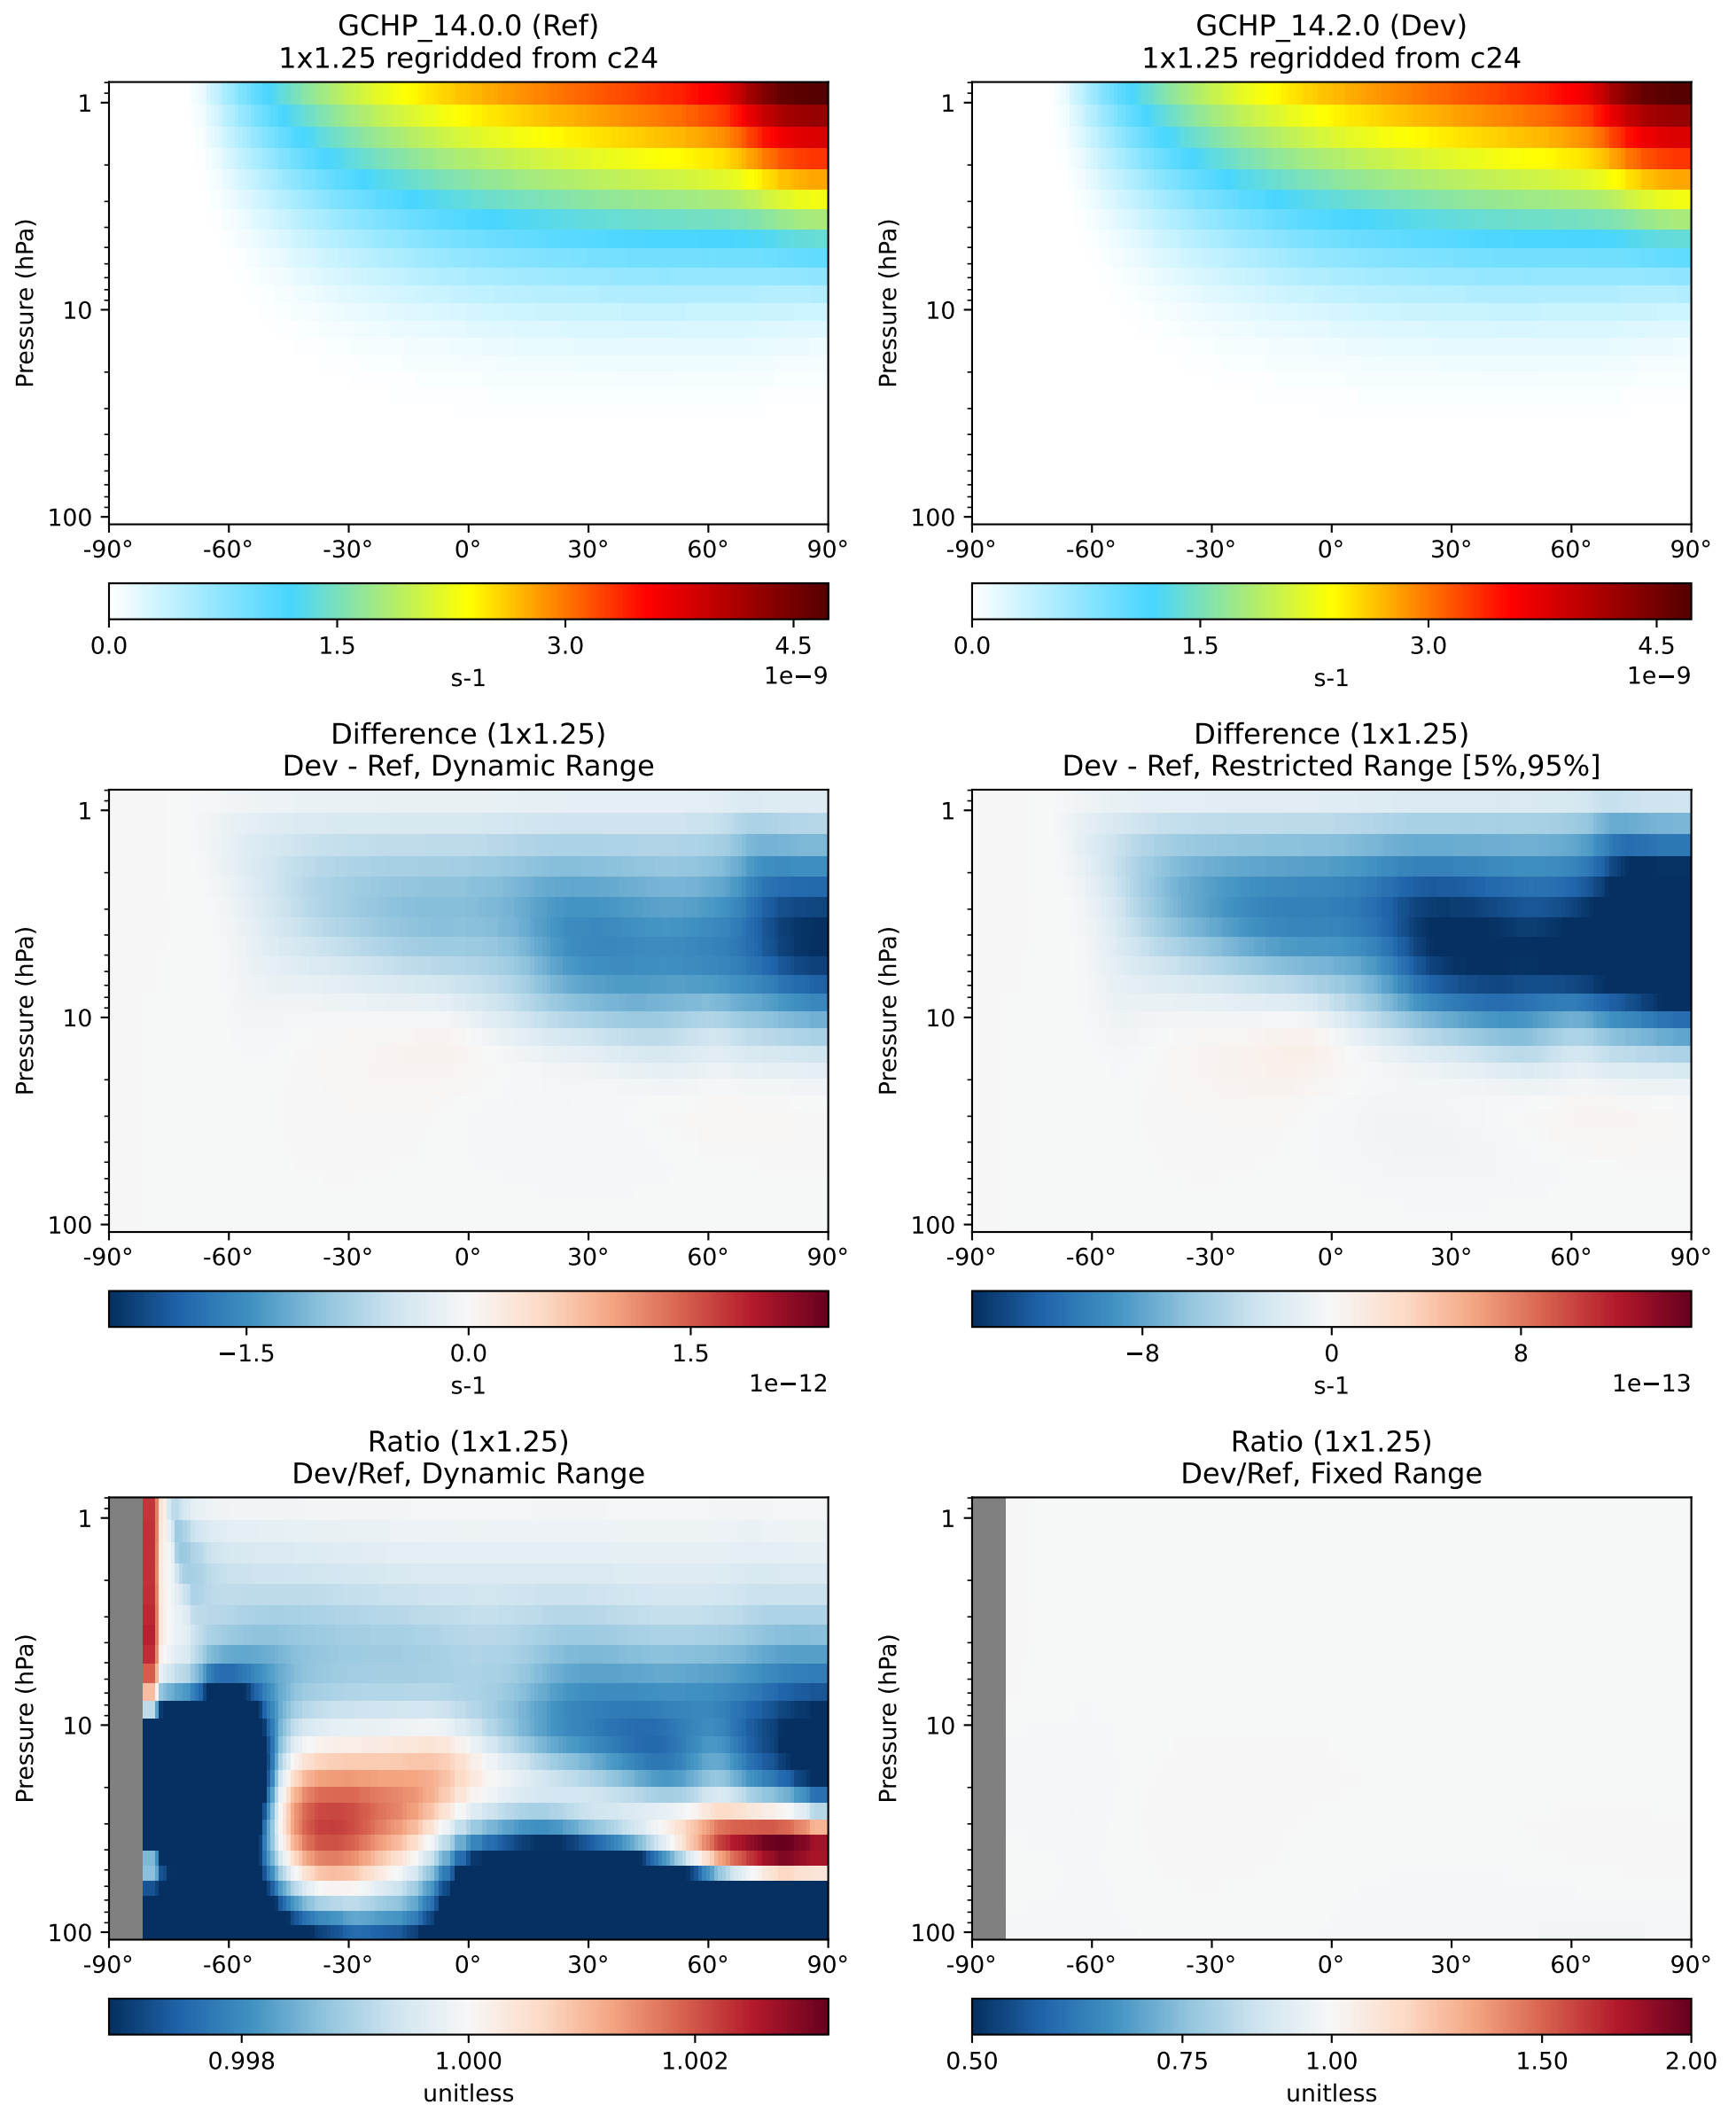 GCHP_14.0.0 (Ref)
1x1.25 regridded from c24
Pressure (hPa)
1
10
100
-90° -60° -30° 0° 30° 60° 90°
0.0 1.5 3.0 4.5
s-1
1e−9
GCHP_14.2.0 (Dev)
1x1.25 regridded from c24
Pressure (hPa)
1
10
100
-90° -60° -30° 0° 30° 60° 90°
0.0 1.5 3.0 4.5
s-1
1e−9
Difference (1x1.25)
Dev - Ref, Dynamic Range
Pressure (hPa)
1
10
100
-90° -60° -30° 0° 30° 60° 90°
−1.5 0.0 1.5
s-1
1e−12
Difference (1x1.25)
Dev - Ref, Restricted Range [5%,95%]
Pressure (hPa)
1
10
100
-90° -60° -30° 0° 30° 60° 90°
−8 0 8
s-1
1e−13
Ratio (1x1.25)
Dev/Ref, Dynamic Range
Pressure (hPa)
1
10
100
-90° -60° -30° 0° 30° 60° 90°
0.998 1.000 1.002
unitless
Ratio (1x1.25)
Dev/Ref, Fixed Range
Pressure (hPa)
1
10
100
-90° -60° -30° 0° 30° 60° 90°
0.50 0.75 1.00 1.50 2.00
unitless